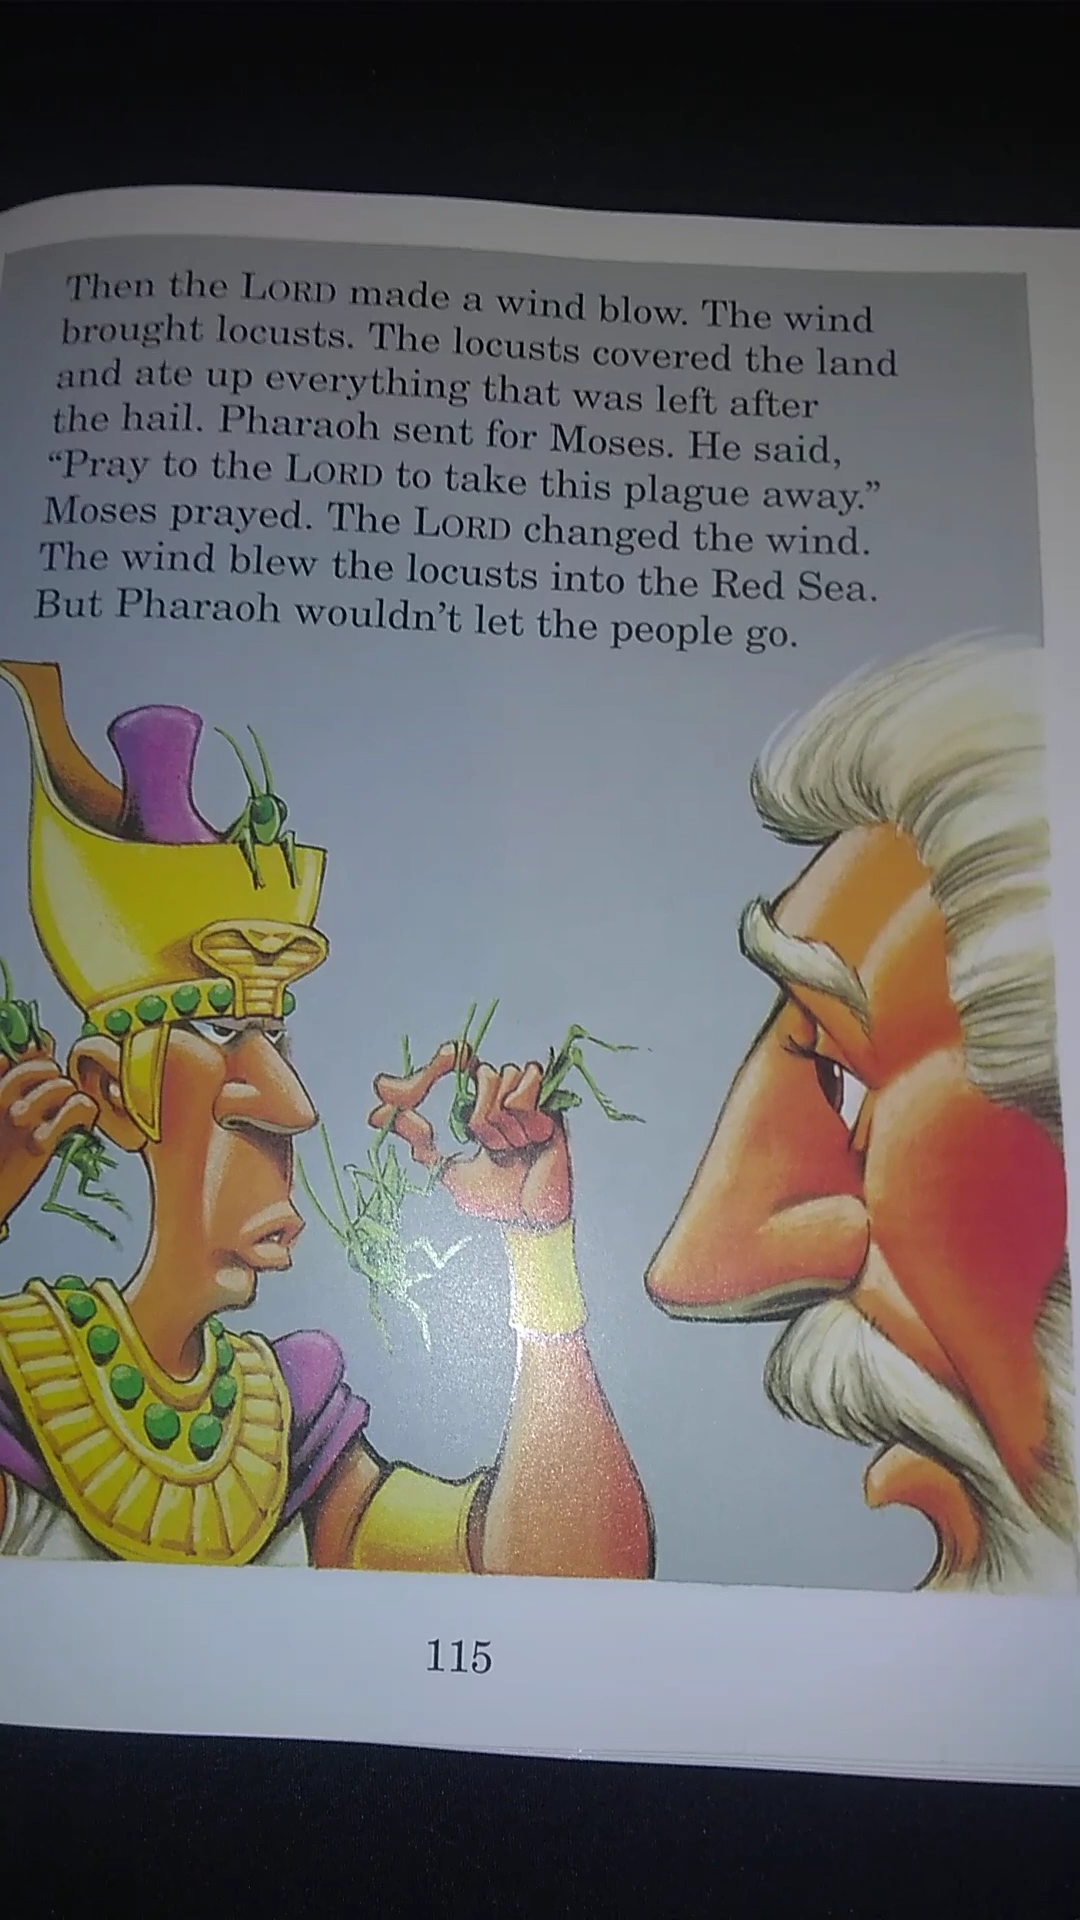 Then the LORD made a wind blow. The wind
brought locusts. The locusts covered the land
and ate up everything that was left after
the hail. Pharaoh sent for Moses. He said,
“Pray to the LORD to take this plague away.”
Moses prayed. The LORD changed the wind.
The wind blew the locusts into the Red Sea.
But Pharaoh wouldn’t let the people go.
115